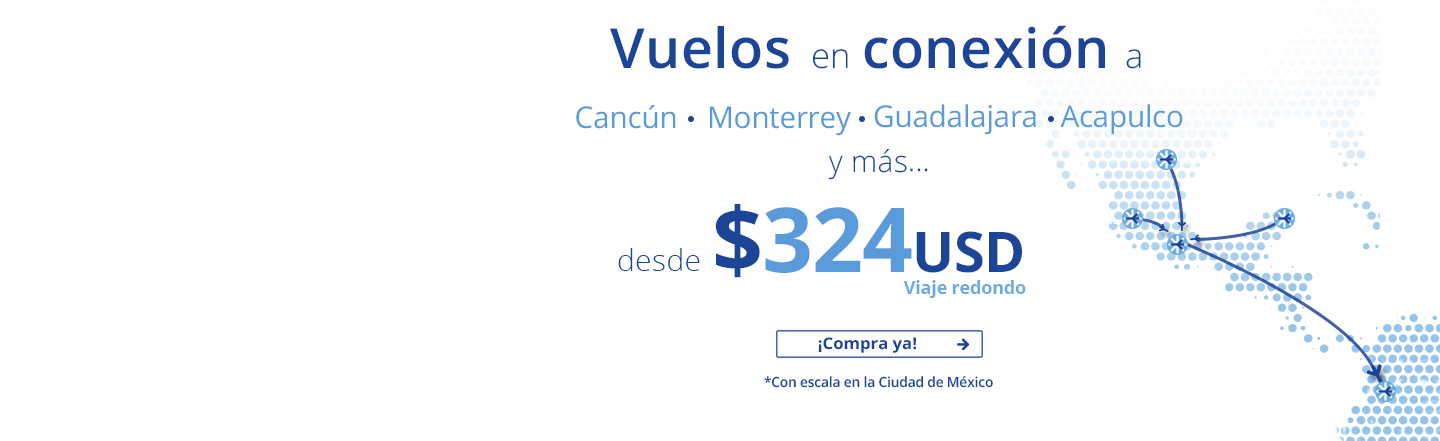 Vuelos en conexión a
Cancún • Monterrey • Guadalajara • Acapulco
y más...
desde $324USD
Viaje redondo
¡Compra ya!
*Con escala en la Ciudad de México